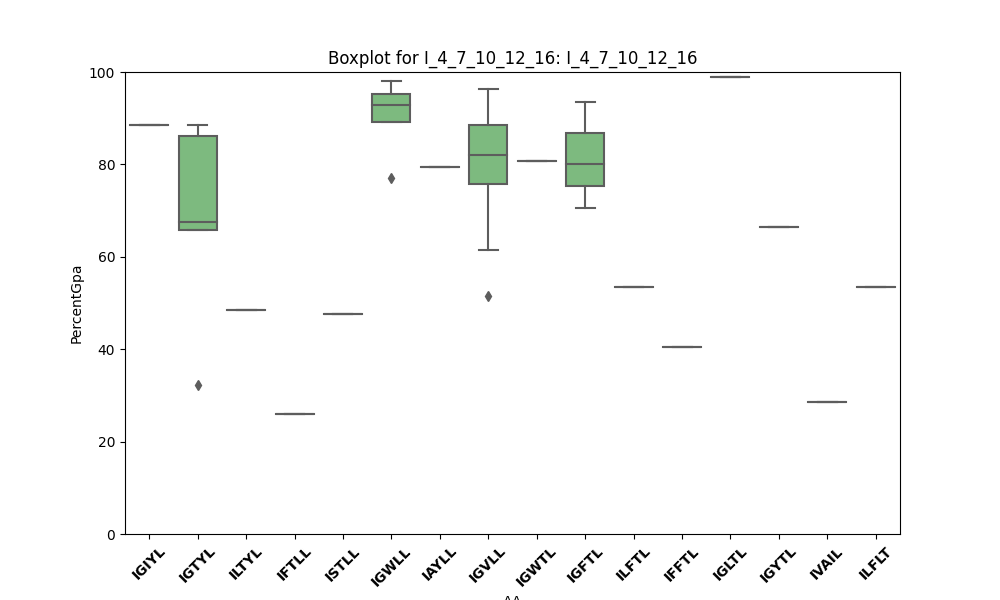 Boxplot for I_4_7_10_12_16: I_4_7_10_12_16
100
80
60
40
20
0
PercentGpa
IGIYL
IGTYL
ILTYL
IFTLL
ISTLL
IGWLL
IAYLL
IGVLL
IGWTL
IGFTL
ILFTL
IFFTL
IGLTL
IGYTL
IVAIL
ILFLT
AA